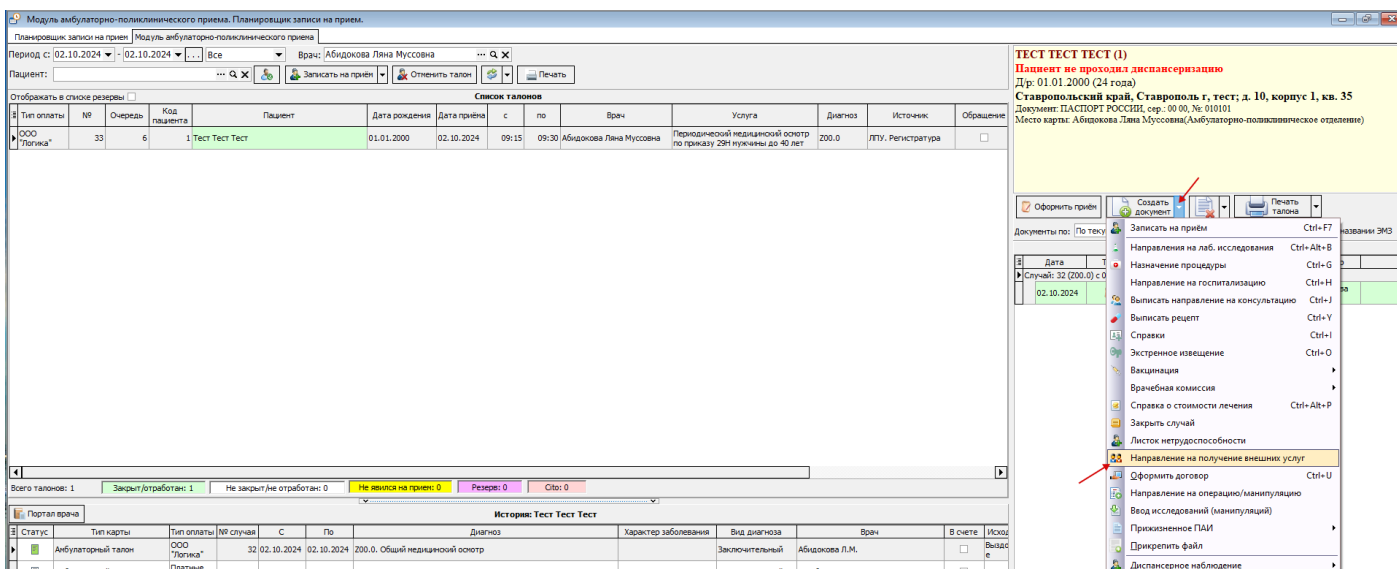 Модуль амбулаторно-поликлинического приема. Планировщик записи на прием.
Планировщик записи на прием Модуль амбулаторно-поликлинического приема
Период с: 02.10.2024 - 02.10.2024 ... Все Врач: Абидокова Ляна Муссовна
Пациент: Записать на приём Отменить талон Печать
Отображать в списке резервы Список талонов
Тип оплаты № Очередь Код пациента Пациент Дата рождения Дата приёма с по Врач Услуга Диагноз Источник Обращение
ООО "Логика" 33 6 1 Тест Тест Тест 01.01.2000 02.10.2024 09:15 09:30 Абидокова Ляна Муссовна Периодический медицинский осмотр по приказу 29Н мужчины до 40 лет Z00.0 ЛПУ. Регистратура
Всего талонов: 1 Закрыт/отработан: 1 Не закрыт/не отработан: 0 Не явился на прием: 0 Резерв: 0 Cito: 0
Портал врача История: Тест Тест Тест
Статус Тип карты Тип оплаты № случая С По Диагноз Характер заболевания Вид диагноза Врач В счете Исход
Амбулаторный талон ООО "Логика" 32 02.10.2024 02.10.2024 Z00.0. Общий медицинский осмотр Заключительный Абидокова Л.М. Выздо е
Платные
ТЕСТ ТЕСТ ТЕСТ (1)
Пациент не проходил диспансеризацию
Д/р: 01.01.2000 (24 года)
Ставропольский край, Ставрополь г, тест; д. 10, корпус 1, кв. 35
Документ: ПАСПОРТ РОССИИ, сер.: 00 00, №: 010101
Место карты: Абидокова Ляна Муссовна(Амбулаторно-поликлиническое отделение)
Оформить приём Создать документ Печать талона
Документы по: По теку названии ЭМЗ
Дата Т
Случай: 32 (Z00.0) с 0
02.10.2024 ва
Записать на приём Ctrl+F7
Направления на лаб. исследования Ctrl+Alt+B
Назначение процедуры Ctrl+G
Направление на госпитализацию Ctrl+H
Выписать направление на консультацию Ctrl+J
Выписать рецепт Ctrl+Y
Справки Ctrl+I
Экстренное извещение Ctrl+O
Вакцинация
Врачебная комиссия
Справка о стоимости лечения Ctrl+Alt+P
Закрыть случай
Листок нетрудоспособности
Направление на получение внешних услуг
Оформить договор Ctrl+U
Направление на операцию/манипуляцию
Ввод исследований (манипуляций)
Прижизненное ПАИ
Прикрепить файл
Диспансерное наблюдение